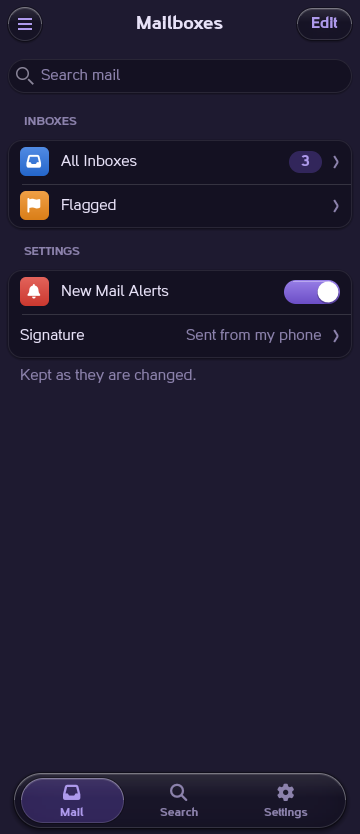 Mailboxes
Edit
Search mail
INBOXES
All Inboxes
3
Flagged
SETTINGS
New Mail Alerts
Signature
Sent from my phone
Kept as they are changed.
Mail
Search
Settings